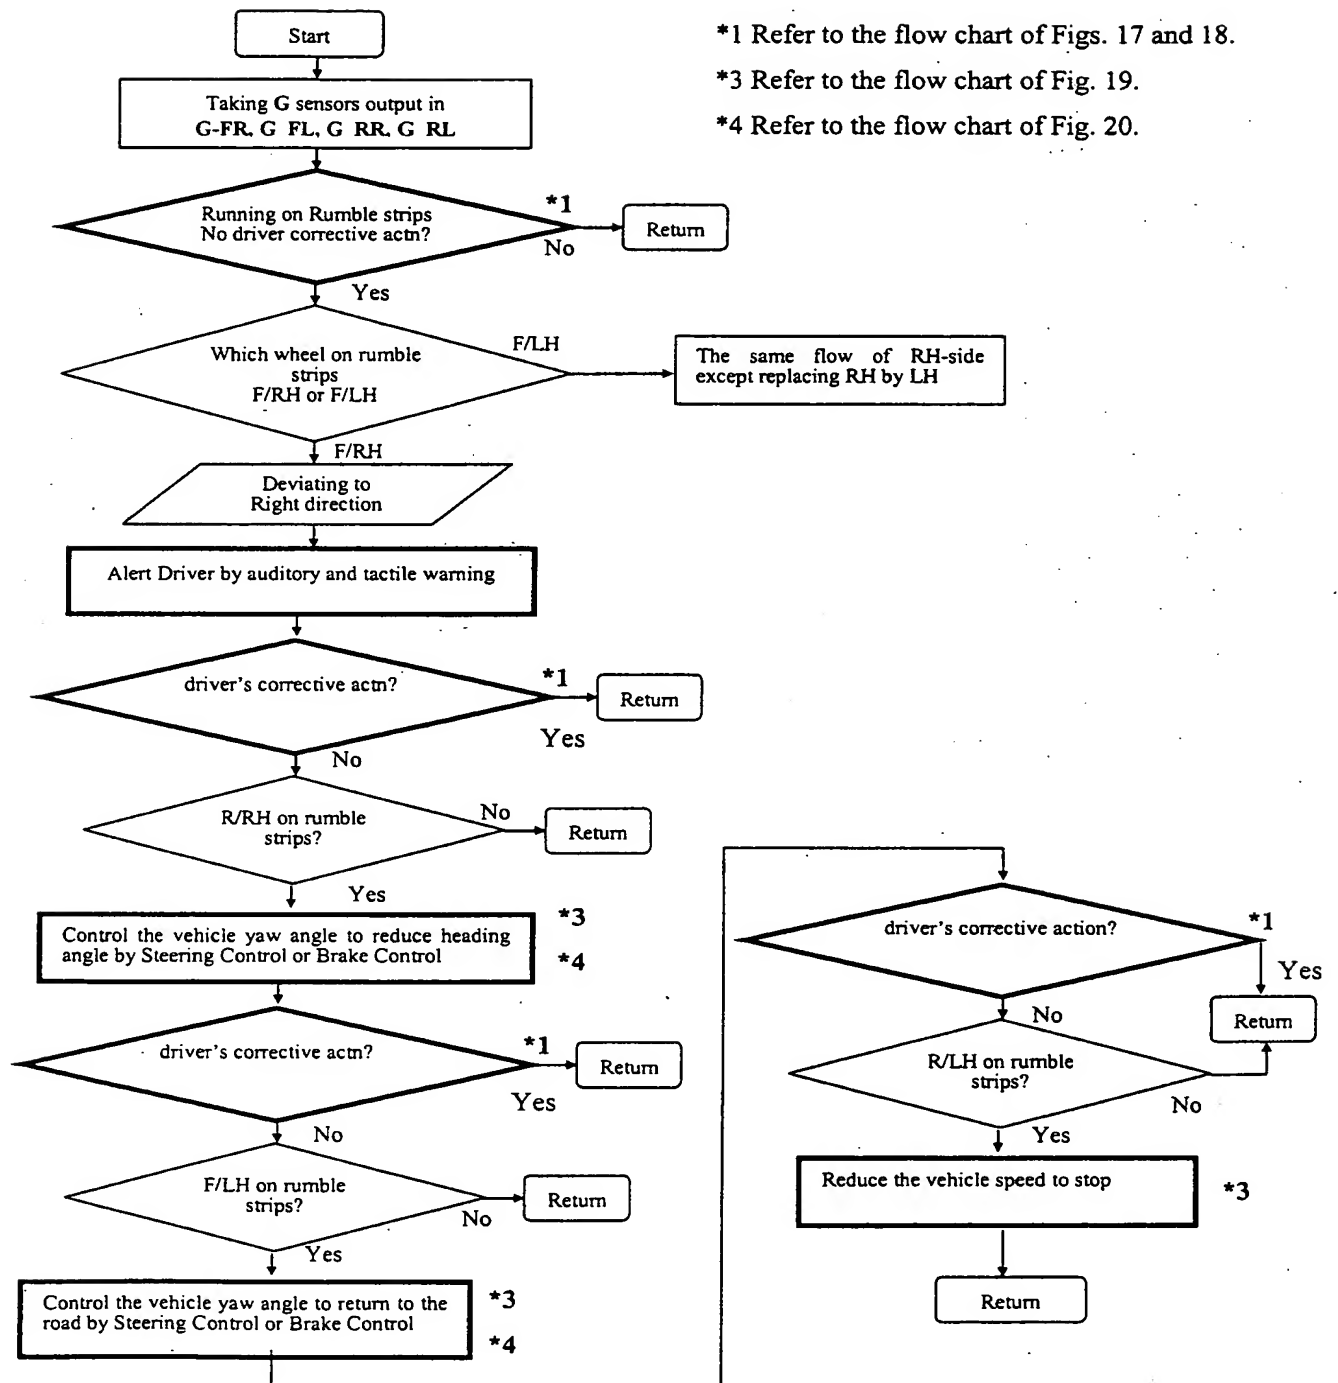 Start
*1 Refer to the flow chart of Figs. 17 and 18.
*3 Refer to the flow chart of Fig. 19.
*4 Refer to the flow chart of Fig. 20.
Taking G sensors output in
G-FR, G FL, G RR, G RL
Running on Rumble strips
No driver corrective actn?
*1
No
Return
Yes
Which wheel on rumble
strips
F/RH or F/LH
F/LH
The same flow of RH-side
except replacing RH by LH
F/RH
Deviating to
Right direction
Alert Driver by auditory and tactile warning
driver's corrective actn?
*1
Yes
Return
No
R/RH on rumble
strips?
No
Return
Yes
Control the vehicle yaw angle to reduce heading
angle by Steering Control or Brake Control
*3
*4
driver's corrective actn?
*1
Yes
Return
No
F/LH on rumble
strips?
No
Return
Yes
Control the vehicle yaw angle to return to the
road by Steering Control or Brake Control
*3
*4
driver's corrective action?
*1
Yes
Return
No
R/LH on rumble
strips?
No
Yes
Reduce the vehicle speed to stop
*3
Return